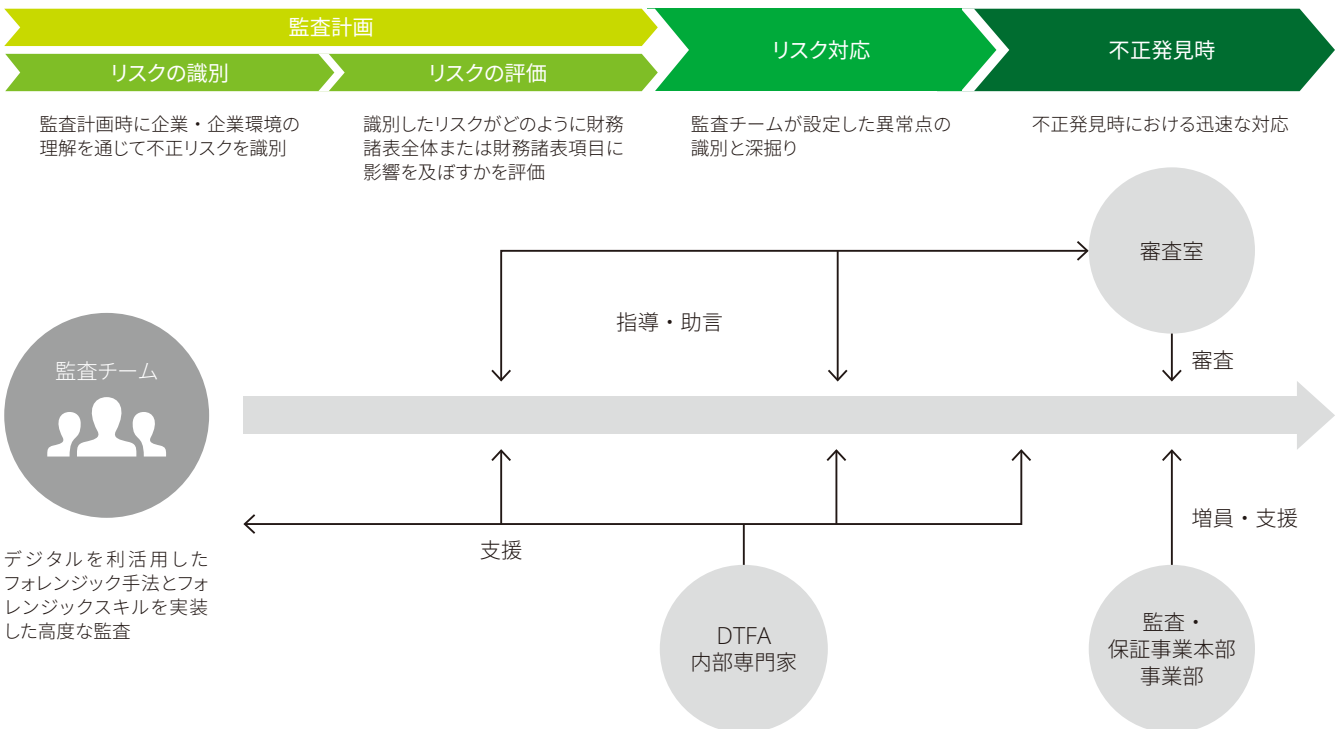 監査計画
リスクの識別
リスクの評価
リスク対応
不正発見時
監査計画時に企業・企業環境の
理解を通じて不正リスクを識別
識別したリスクがどのように財務
諸表全体または財務諸表項目に
影響を及ぼすかを評価
監査チームが設定した異常点の
識別と深掘り
不正発見時における迅速な対応
審査室
指導・助言
審査
監査チーム
デジタルを利活用した
フォレンジック手法とフォ
レンジックスキルを実装
した高度な監査
支援
増員・支援
DTFA
内部専門家
監査・
保証事業本部
事業部